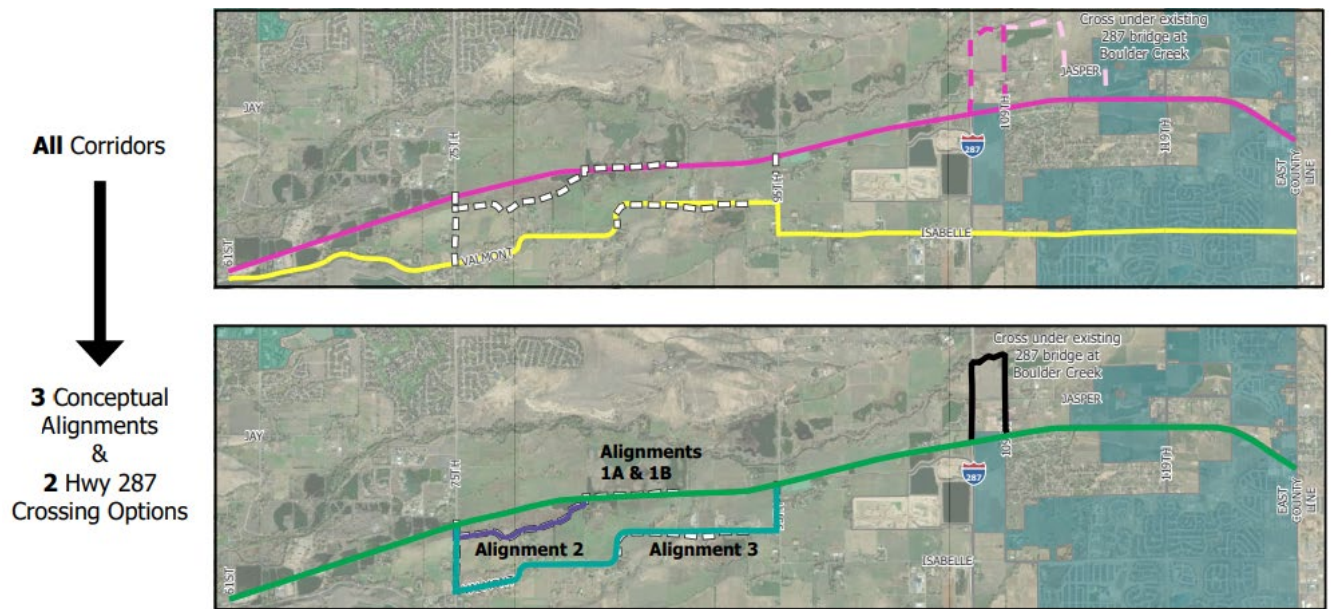 All Corridors
3 Conceptual
Alignments
&
2 Hwy 287
Crossing Options
Cross under existing
287 bridge at
Boulder Creek
JASPER
JAY
75TH
109TH
287
119TH
95TH
EAST
COUNTY
LINE
61ST
VALMONT
ISABELLE
Cross under existing
287 bridge at
Boulder Creek
JASPER
JAY
75TH
287
119TH
EAST
COUNTY
LINE
Alignments
1A & 1B
Alignment 2
Alignment 3
61ST
ISABELLE